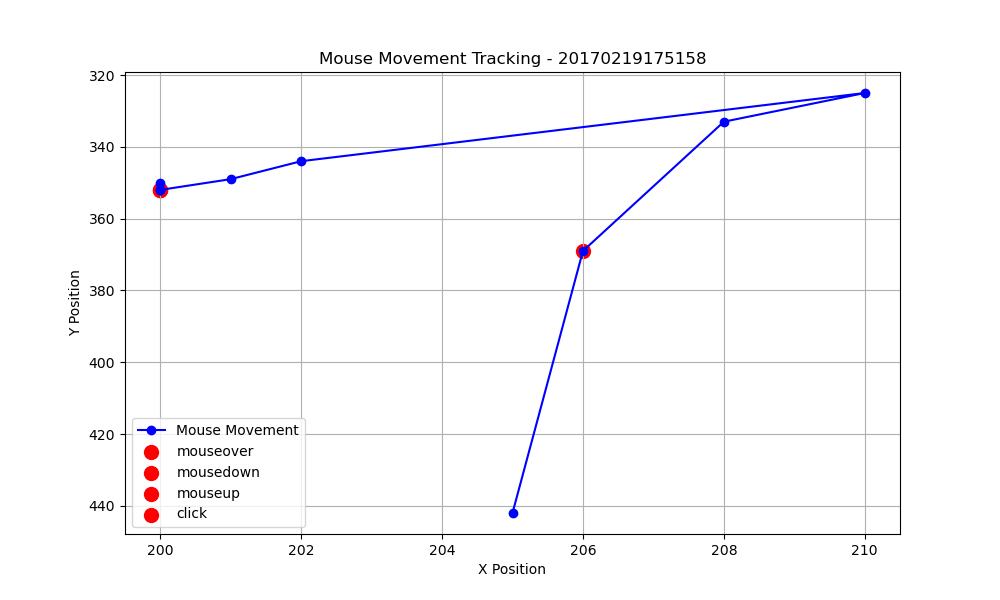 Mouse Movement Tracking - 20170219175158
320
340
360
380
400
420
440
Y Position
Mouse Movement
mouseover
mousedown
mouseup
click
200 202 204 206 208 210
X Position